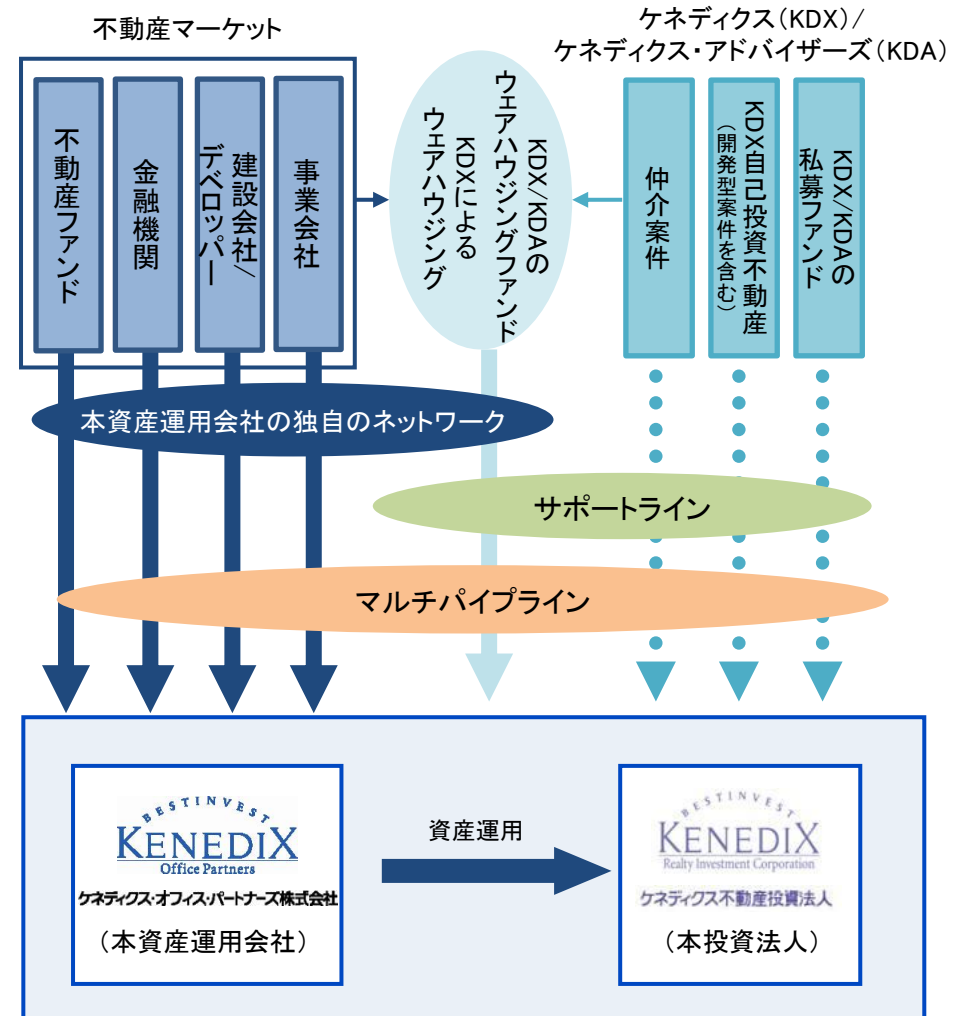 不動産マーケット
ケネディクス(KDX)/
ケネディクス・アドバイザーズ(KDA)
不動産ファンド
金融機関
建設会社/
デベロッパー
事業会社
KDX/KDAの
ウェアハウジングファンド
KDXによる
ウェアハウジング
仲介案件
KDX自己投資不動産
(開発型案件を含む)
KDX/KDAの
私募ファンド
本資産運用会社の独自のネットワーク
サポートライン
マルチパイプライン
BESTINVEST
KENEDIX
Office Partners
ケネディクス・オフィス・パートナーズ株式会社
(本資産運用会社)
資産運用
BESTINVEST
KENEDIX
Realty Investment Corporation
ケネディクス不動産投資法人
(本投資法人)